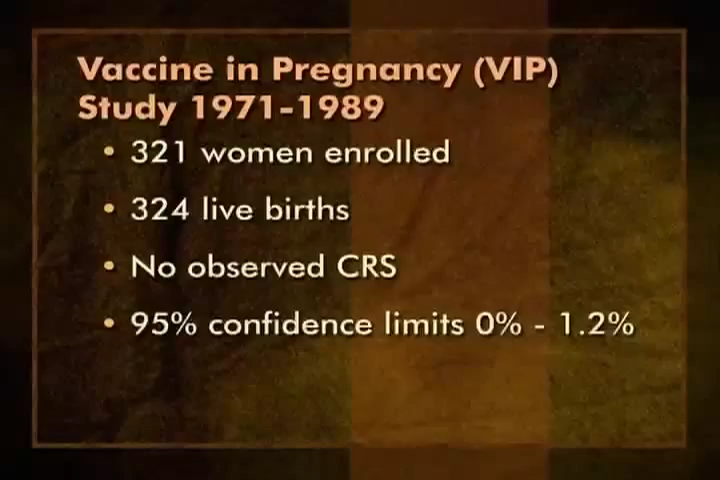 Vaccine in Pregnancy (VIP)
Study 1971-1989
• 321 women enrolled
• 324 live births
• No observed CRS
• 95% confidence limits 0% - 1.2%